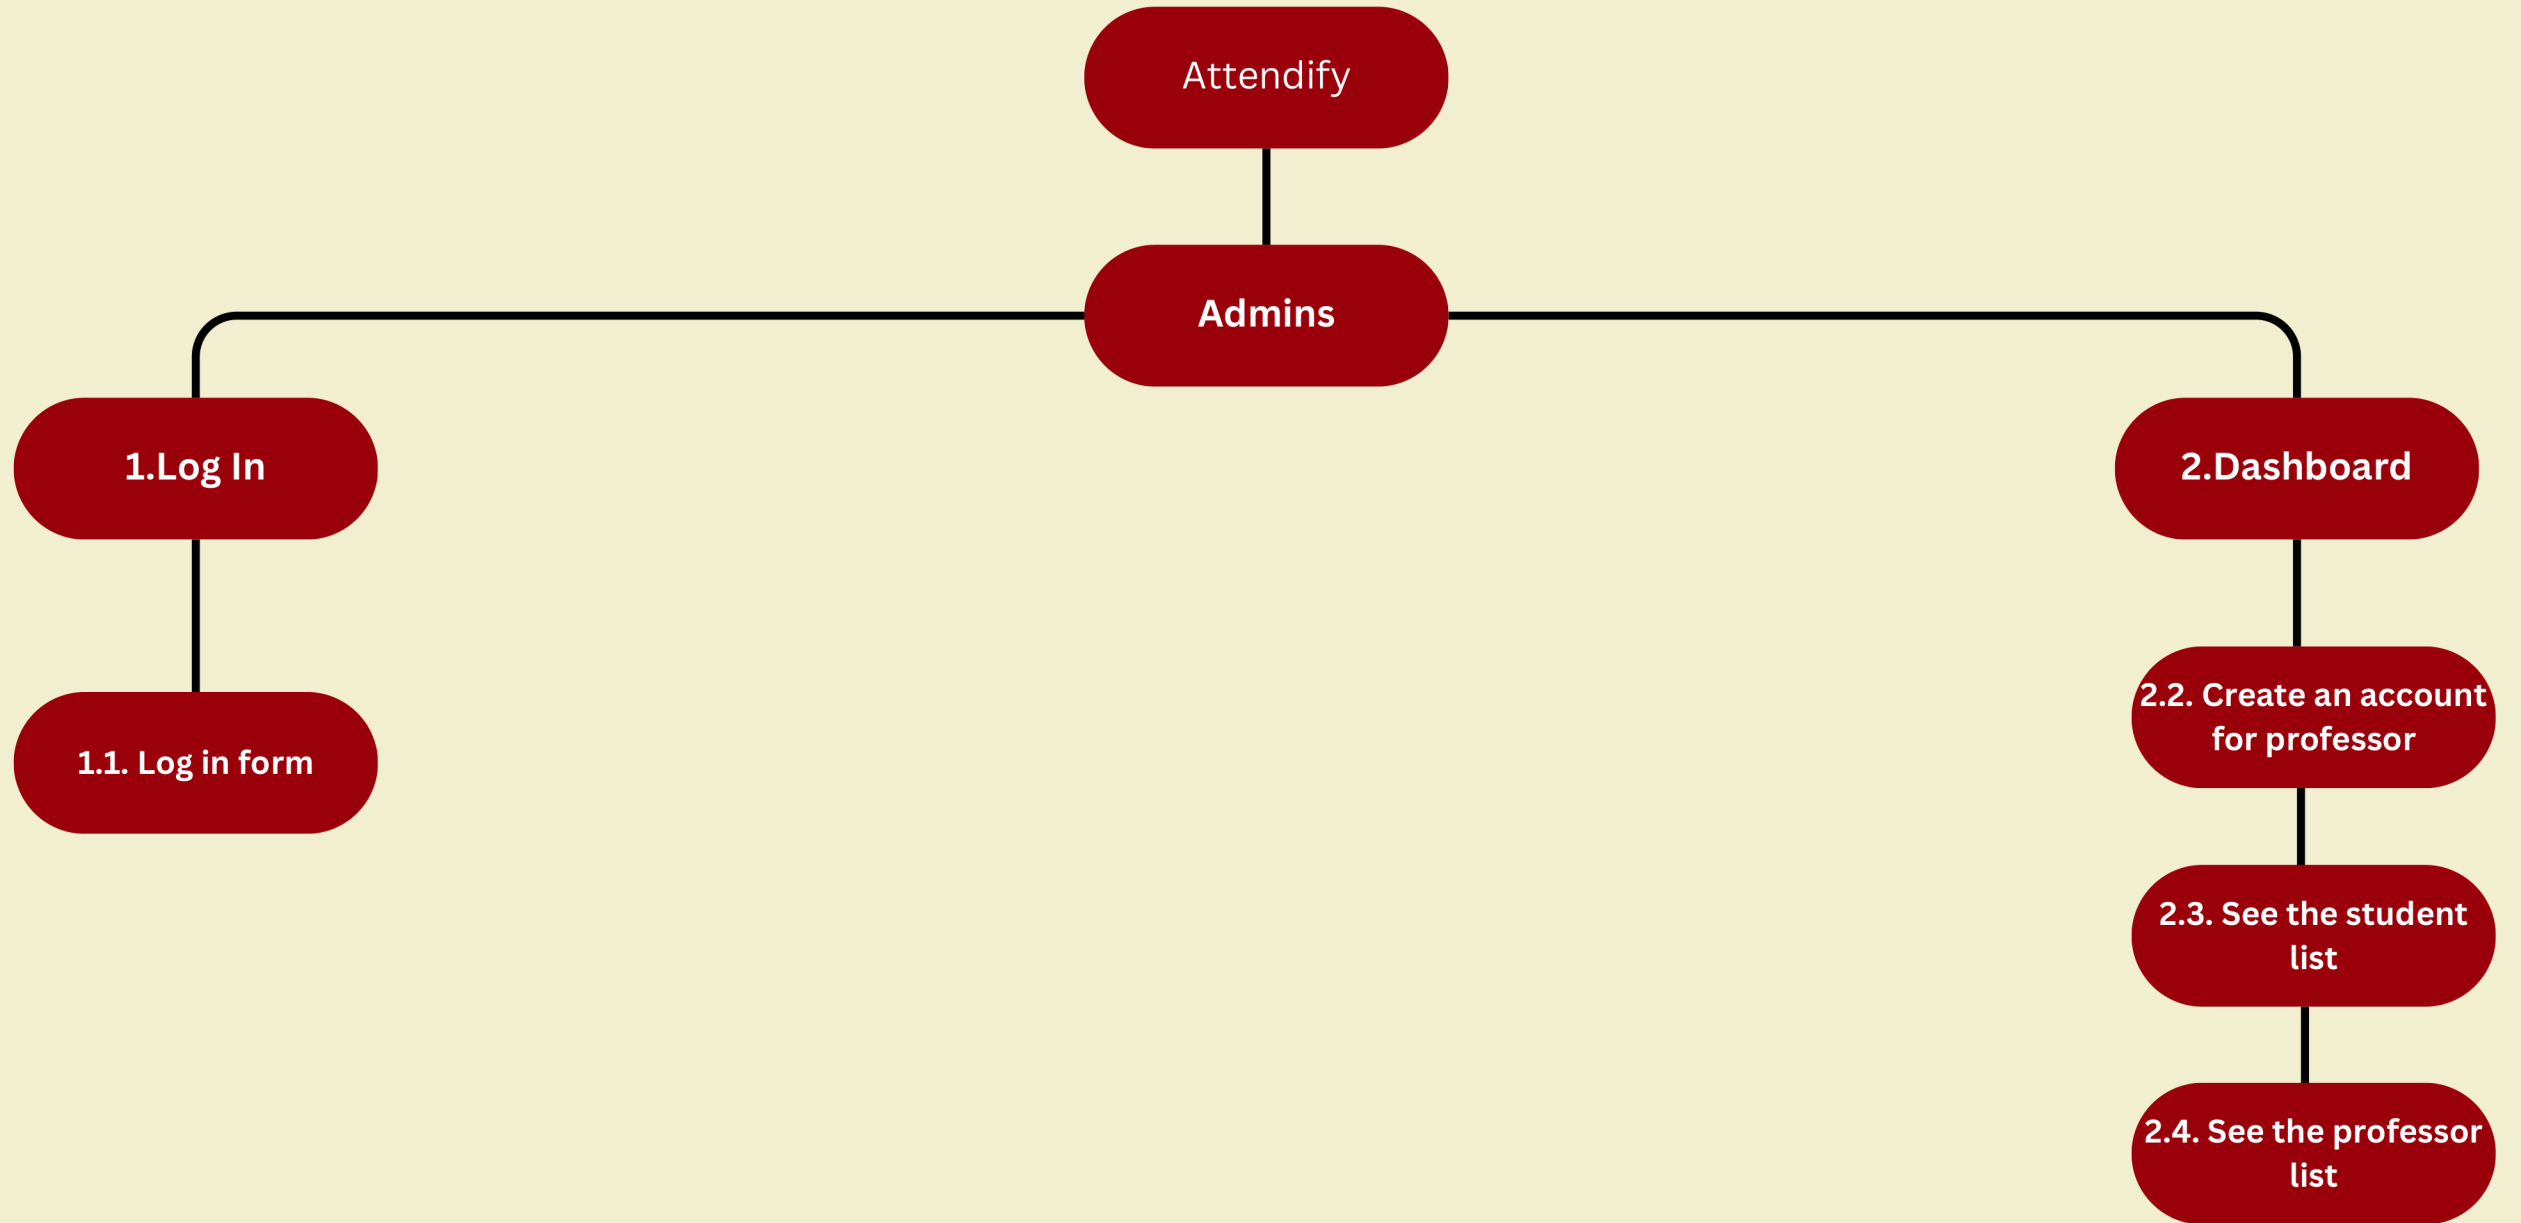 Attendify
Admins
1.Log In
2.Dashboard
1.1. Log in form
2.2. Create an account
for professor
2.3. See the student
list
2.4. See the professor
list